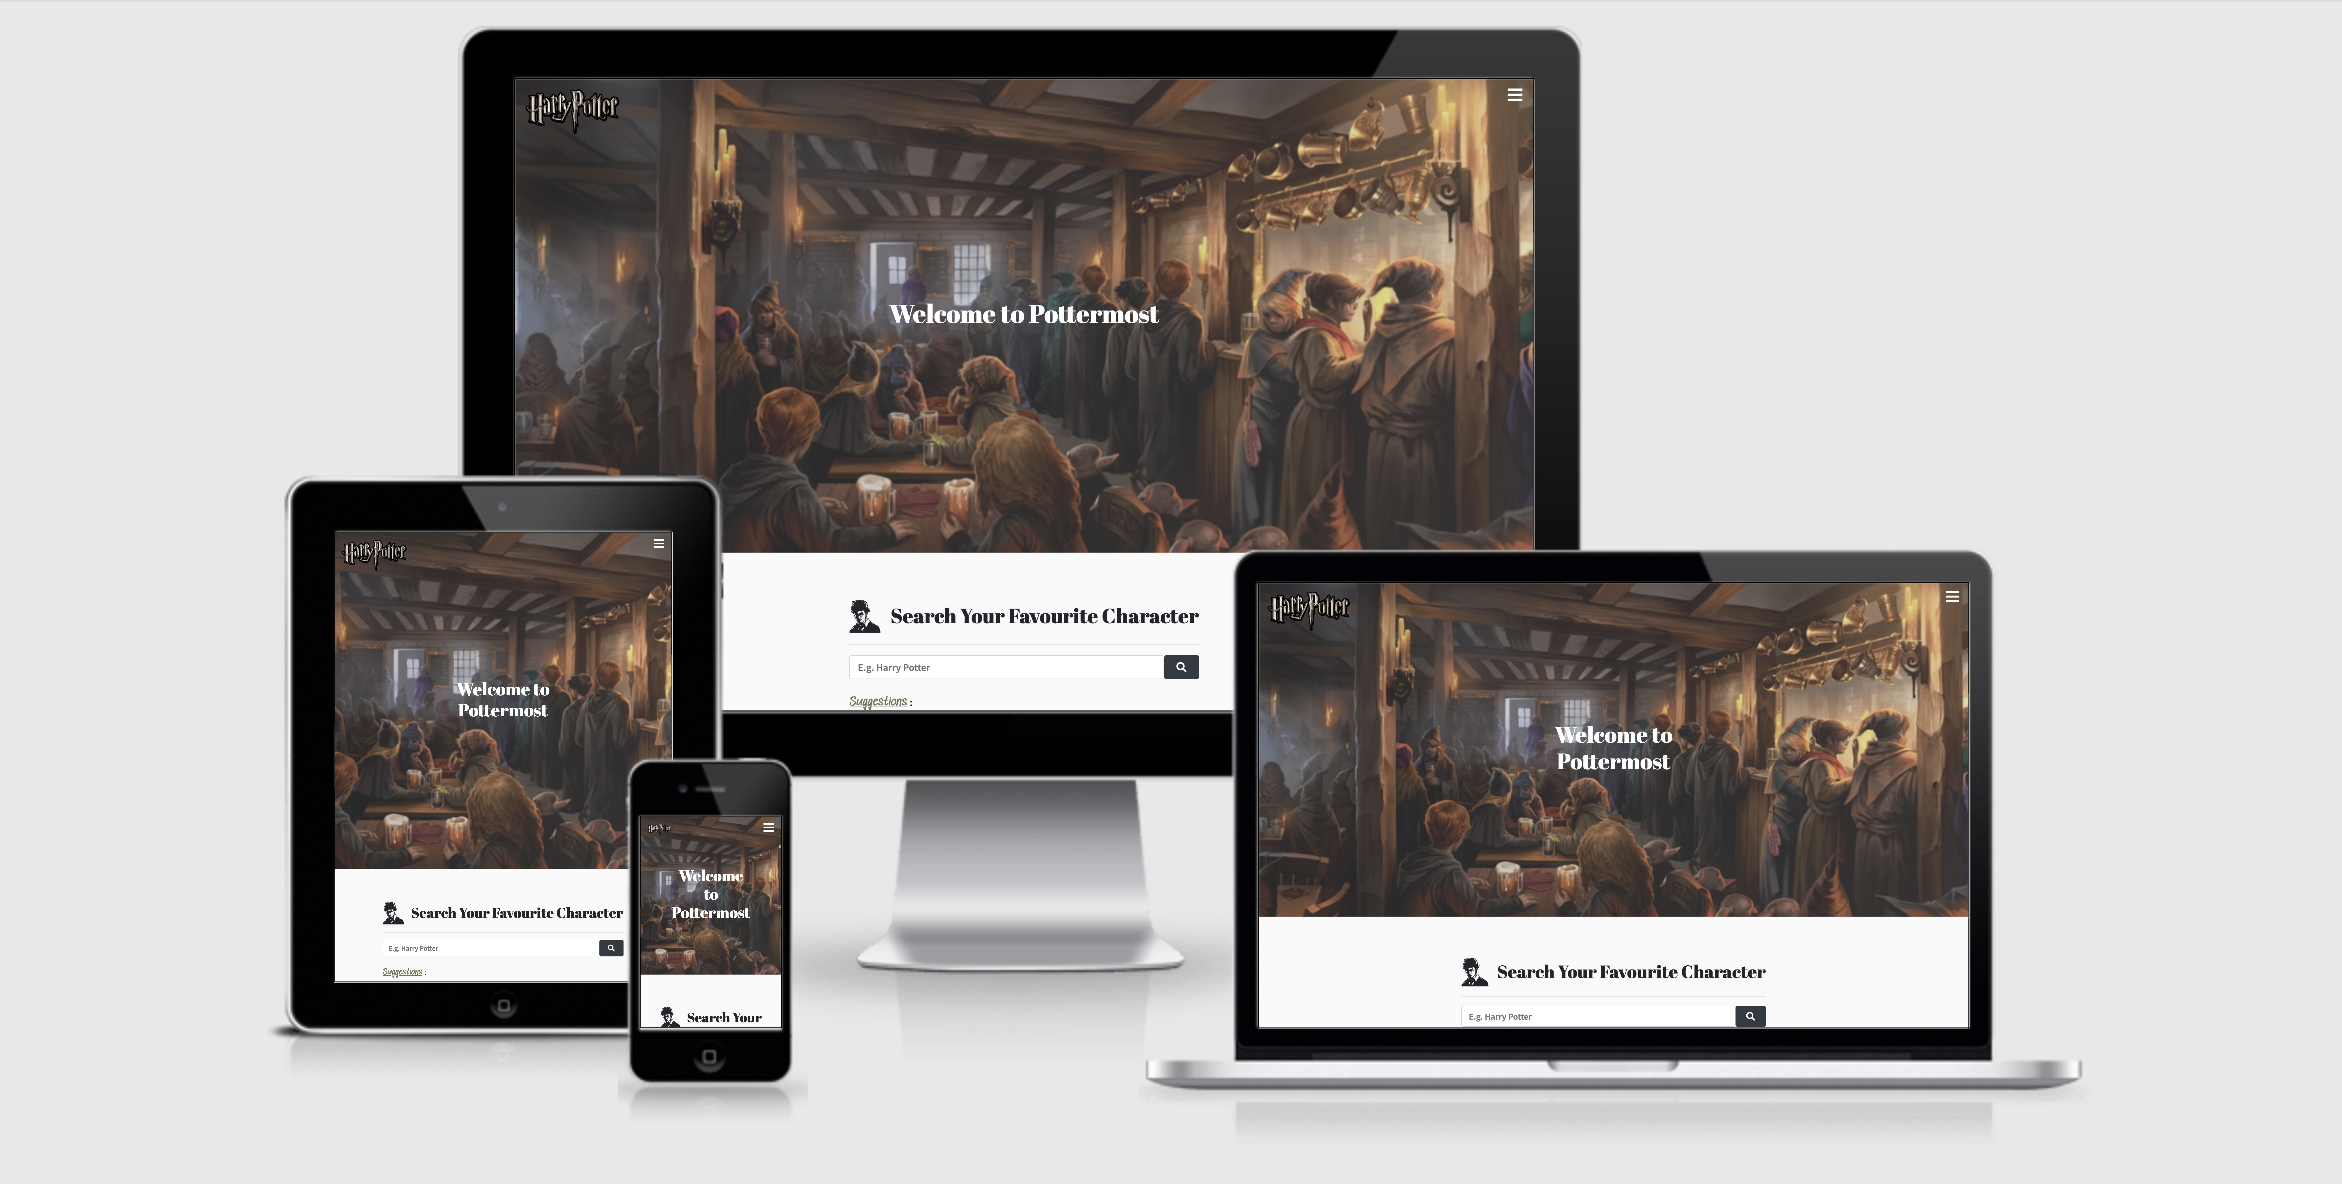 Harry Potter
Welcome to Pottermost
Search Your Favourite Character
E.g. Harry Potter
Suggestions :
Harry Potter
Welcome to
Pottermost
Search Your Favourite Character
E.g. Harry Potter
Suggestions :
Harry Potter
Welcome
to
Pottermost
Search Your
Harry Potter
Welcome to
Pottermost
Search Your Favourite Character
E.g. Harry Potter